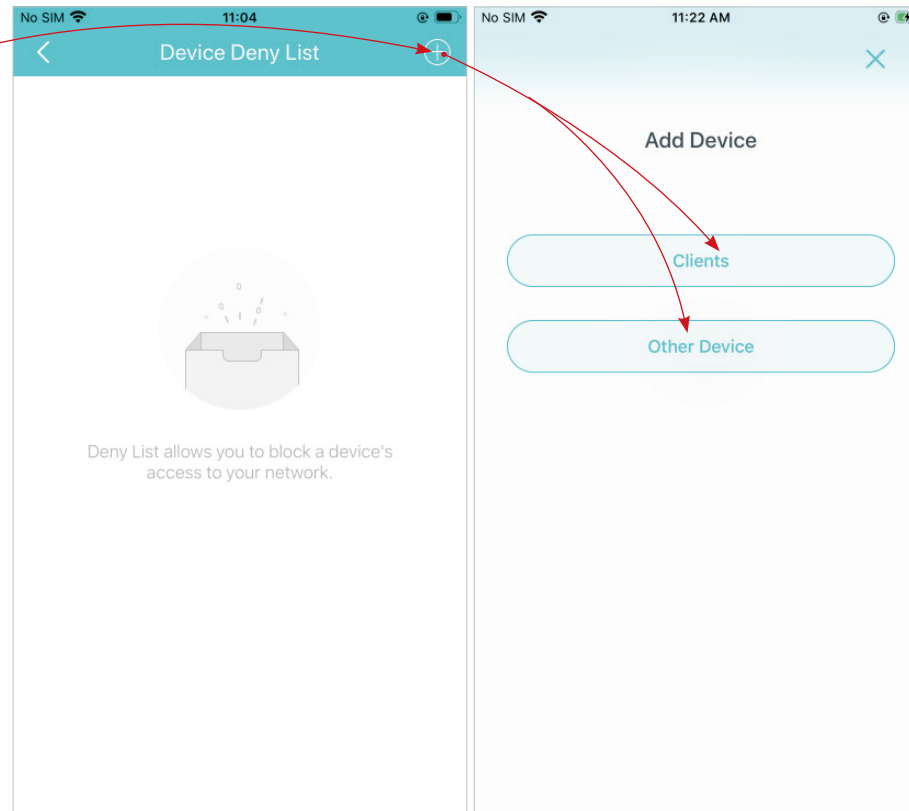 No SIM 11:04
Device Deny List
Deny List allows you to block a device's
access to your network.
No SIM 11:22 AM
Add Device
Clients
Other Device